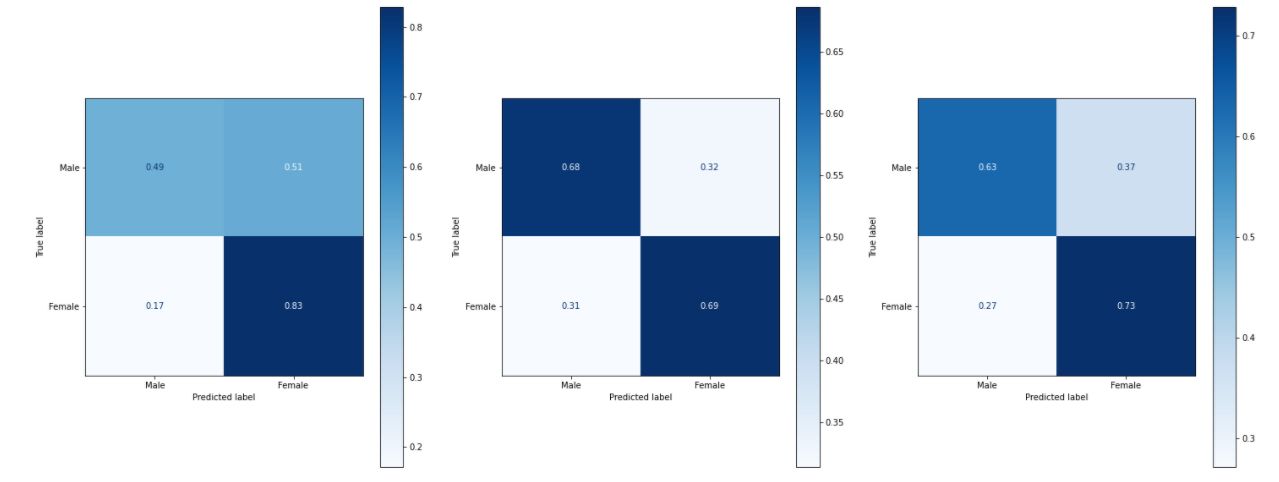 0.8
0.7
0.6
0.5
0.4
0.3
0.2
True label
Male
Female
0.49
0.51
0.17
0.83
Male
Female
Predicted label
0.65
0.60
0.55
0.50
0.45
0.40
0.35
True label
Male
Female
0.68
0.32
0.31
0.69
Male
Female
Predicted label
0.7
0.6
0.5
0.4
0.3
True label
Male
Female
0.63
0.37
0.27
0.73
Male
Female
Predicted label